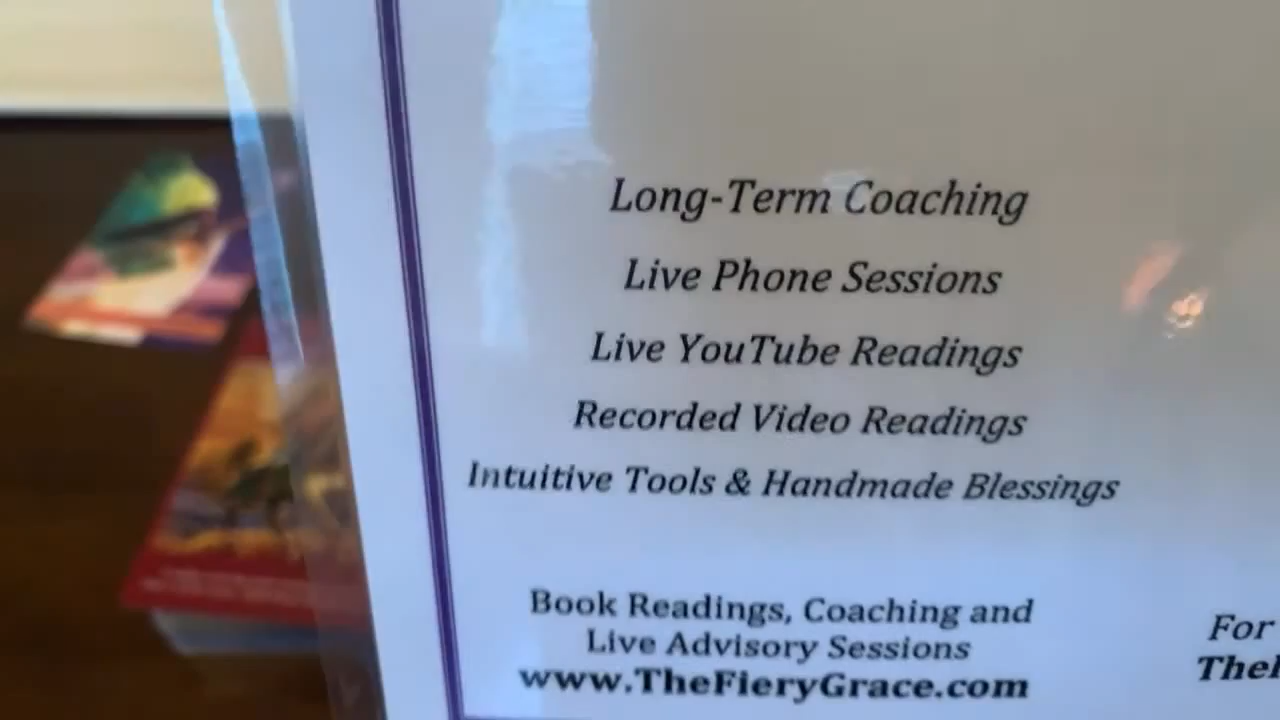 Long-Term Coaching
Live Phone Sessions
Live YouTube Readings
Recorded Video Readings
Intuitive Tools & Handmade Blessings
Book Readings, Coaching and
Live Advisory Sessions
www.TheFieryGrace.com
For